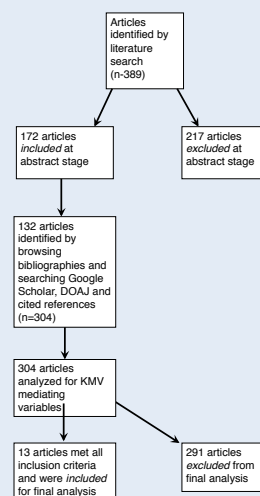 Articles
identified by
literature
search
(n-389)
172 articles
included at
abstract stage
217 articles
excluded at
abstract stage
132 articles
identified by
browsing
bibliographies and
searching Google
Scholar, DOAJ and
cited references
(n=304)
304 articles
analyzed for KMV
mediating
variables
13 articles met all
inclusion criteria
and were included
for final analysis
291 articles
excluded from
final analysis